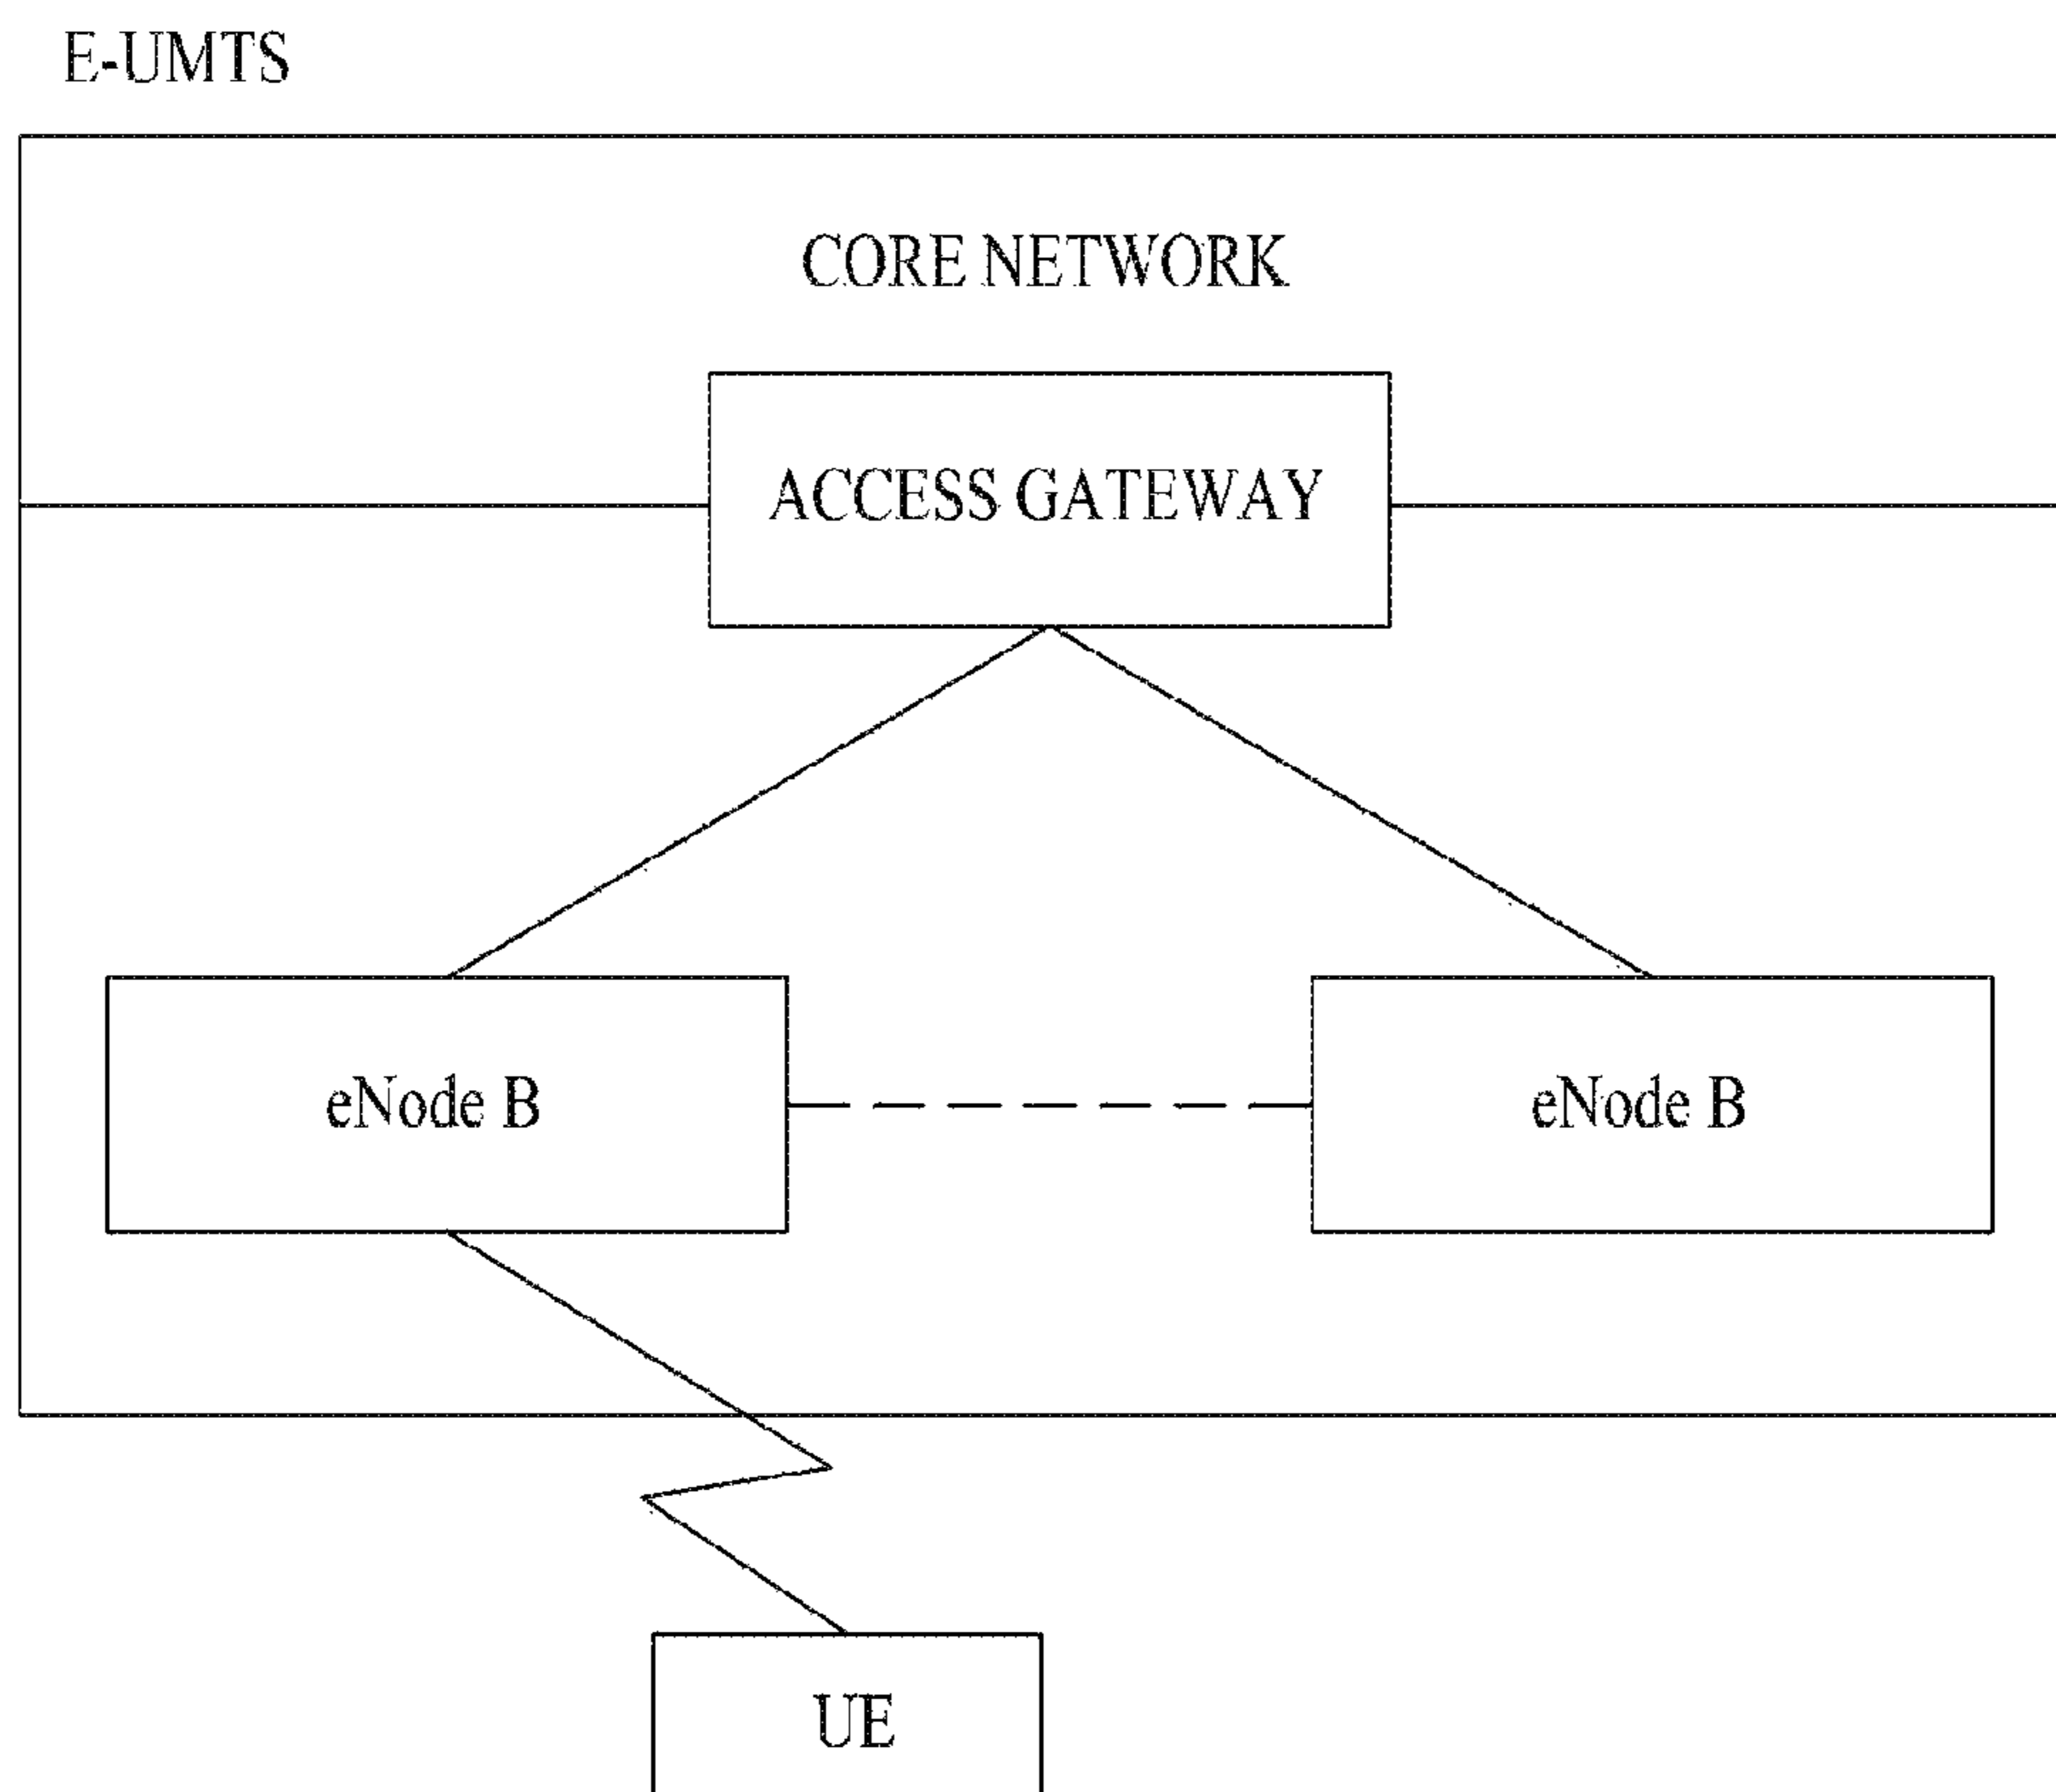 E-UMTS
CORE NETWORK
ACCESS GATEWAY
eNode B
eNode B
UE